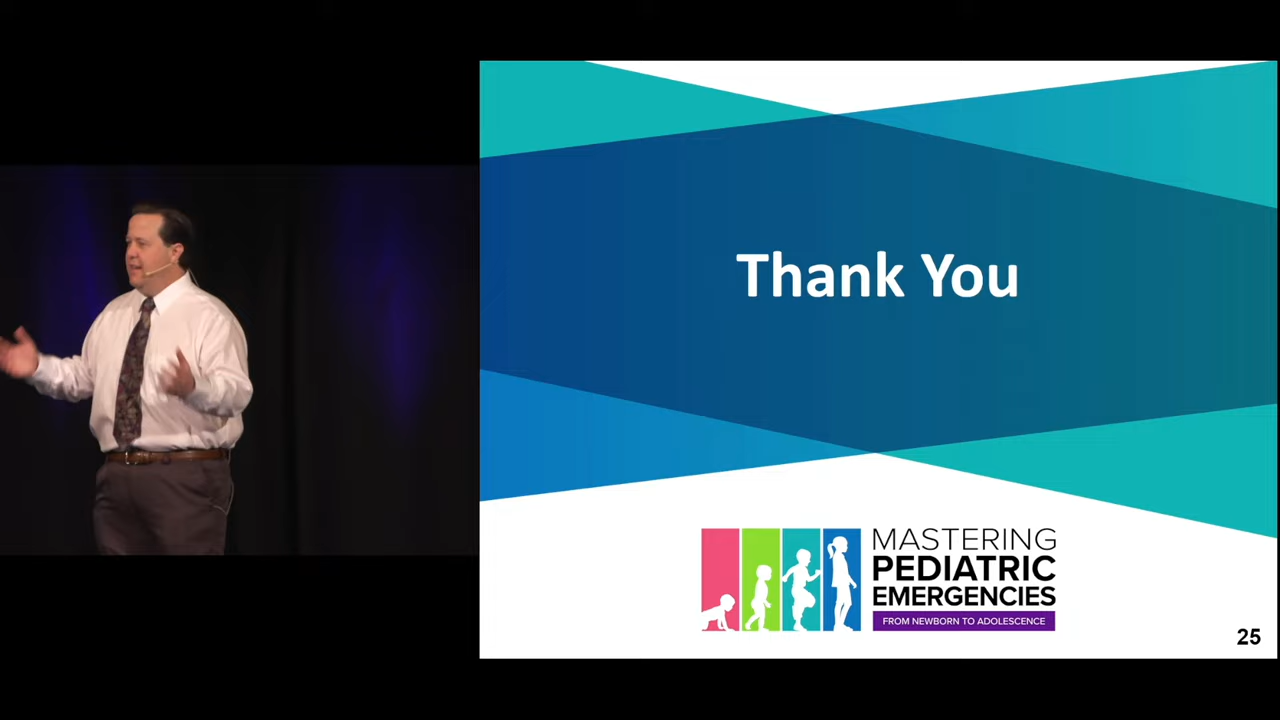 Thank You
MASTERING
PEDIATRIC
EMERGENCIES
FROM NEWBORN TO ADOLESCENCE
25